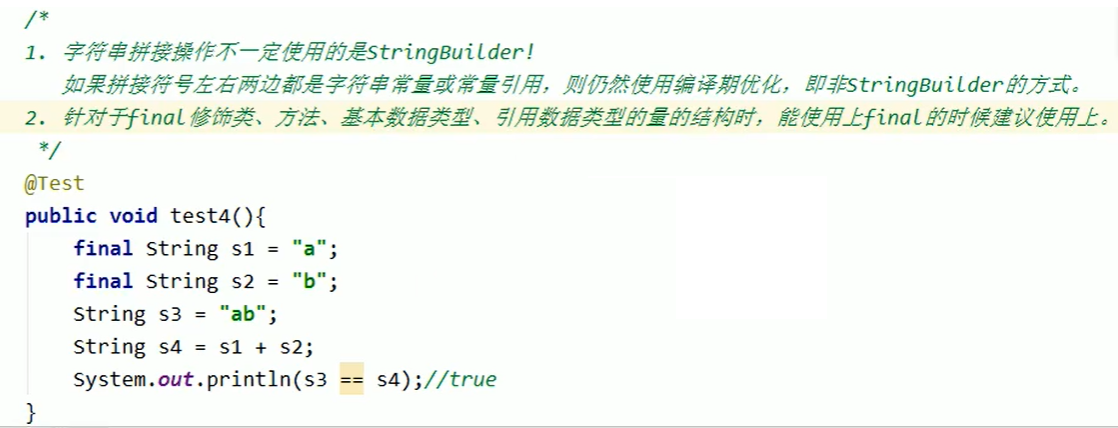 /*
1. 字符串拼接操作不一定使用的是StringBuilder!
如果拼接符号左右两边都是字符串常量或常量引用，则仍然使用编译期优化，即非StringBuilder的方式。
2. 针对于final修饰类、方法、基本数据类型、引用数据类型的量的结构时，能使用上final的时候建议使用上。
*/
@Test
public void test4(){
final String s1 = "a";
final String s2 = "b";
String s3 = "ab";
String s4 = s1 + s2;
System.out.println(s3 == s4);//true
}